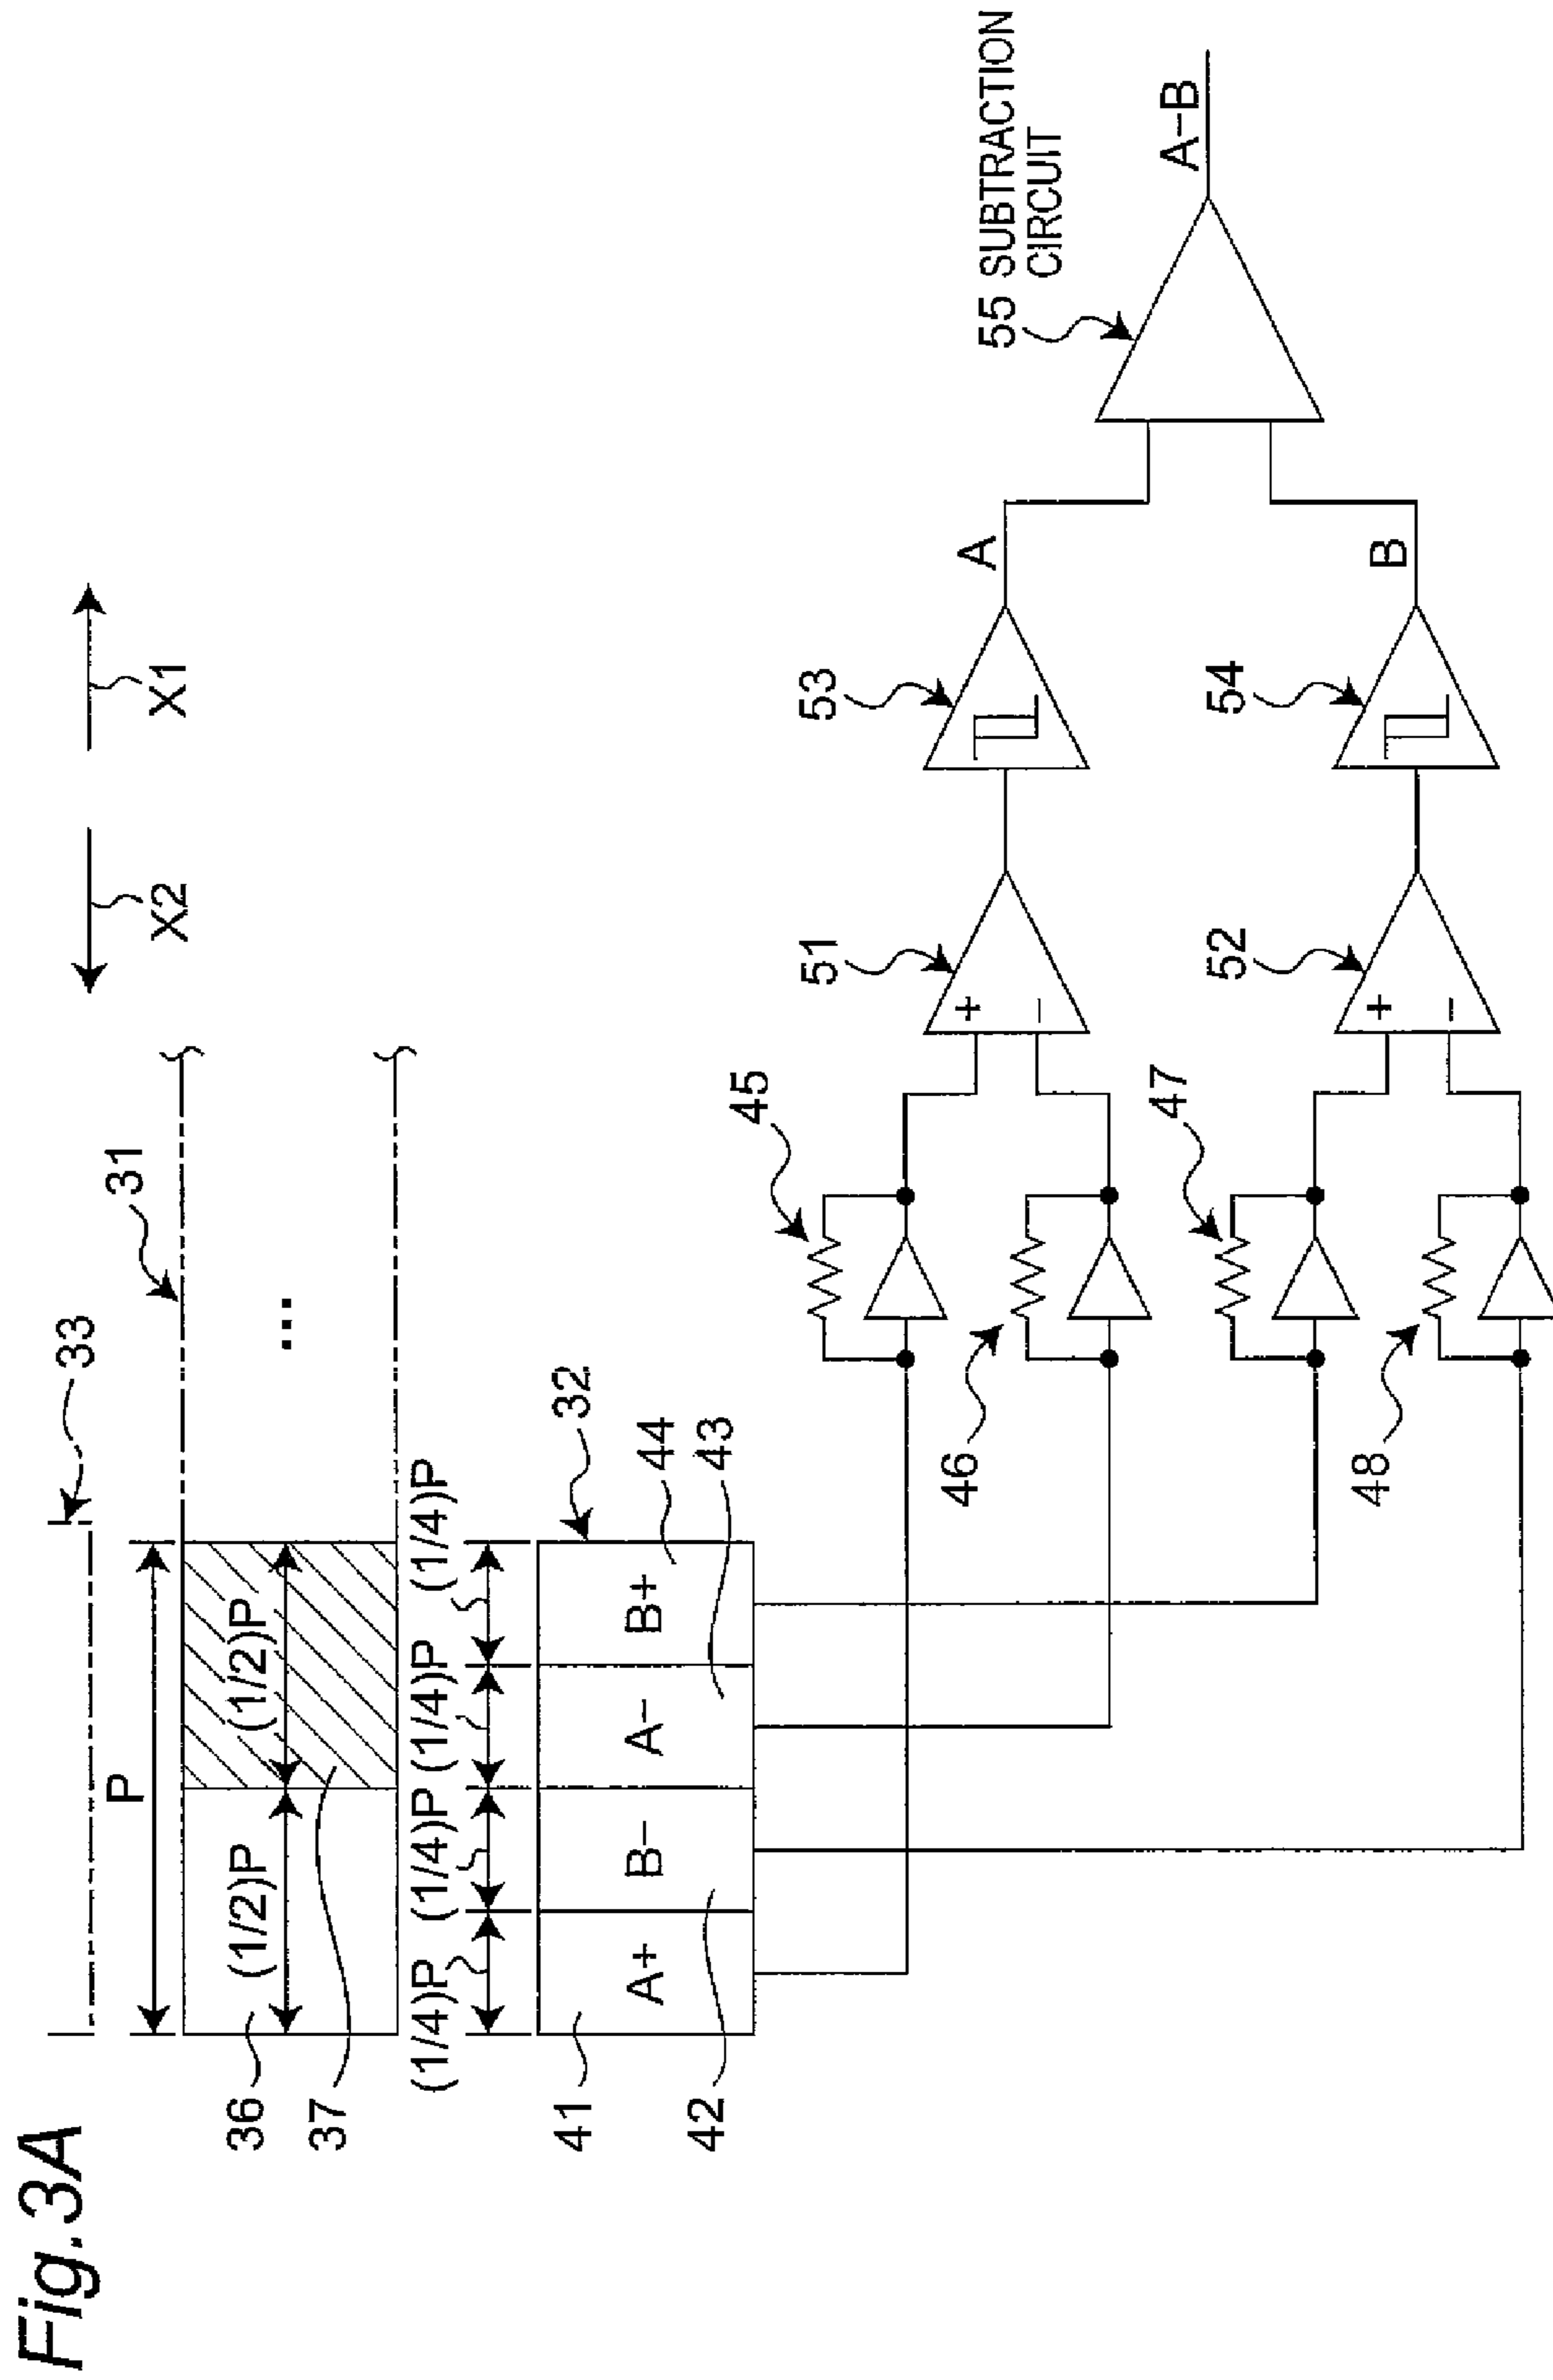 Fig.3A
33
X2
X1
P
31
36
(1/2)P
(1/2)P
37
...
(1/4)P
(1/4)P
(1/4)P
(1/4)P
32
41
A+
B−
A−
B+
44
42
43
45
46
47
48
51
+
−
52
+
−
53
54
A
B
55 SUBTRACTION
CIRCUIT
A−B